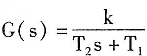 G(s) = k / (T₂s + T₁)